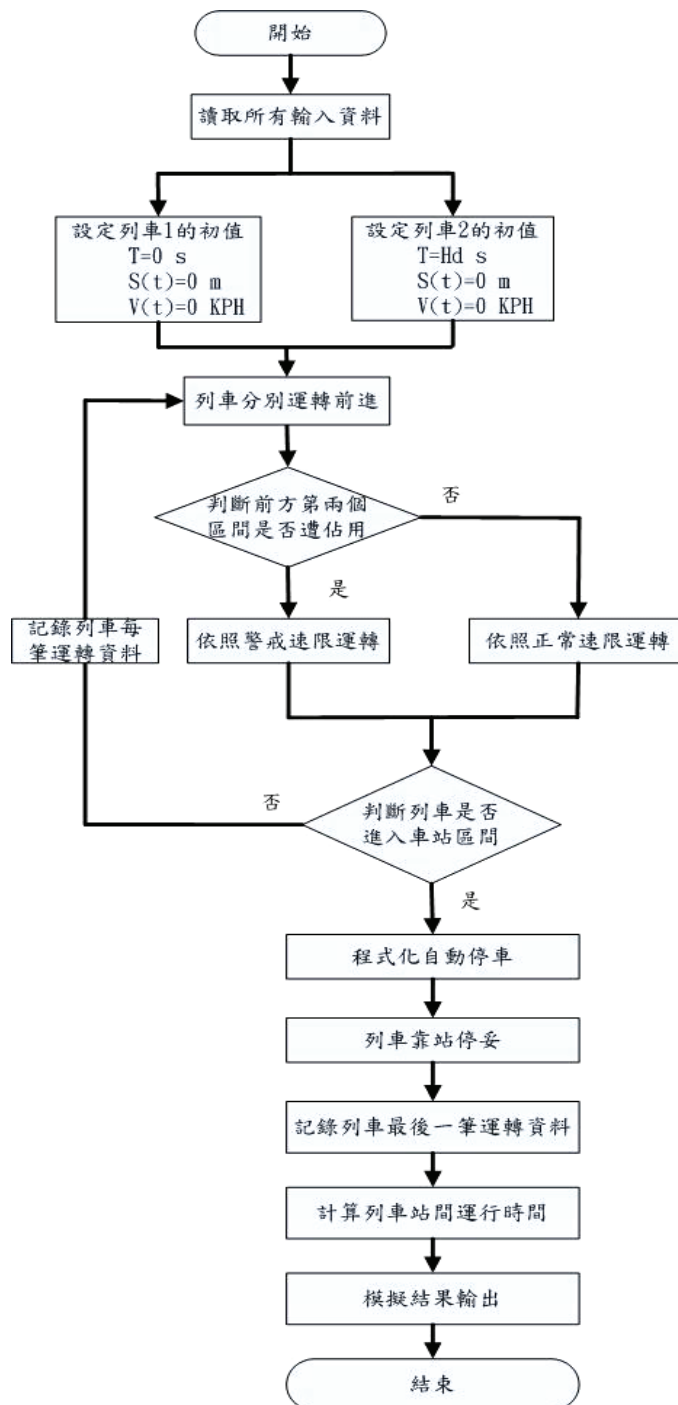 開始
讀取所有輸入資料
設定列車1的初值
T=0 s
S(t)=0 m
V(t)=0 KPH
設定列車2的初值
T=Hd s
S(t)=0 m
V(t)=0 KPH
列車分別運轉前進
判斷前方第兩個
區間是否遭佔用
否
是
記錄列車每
筆運轉資料
依照警戒速限運轉
依照正常速限運轉
判斷列車是否
進入車站區間
否
是
程式化自動停車
列車靠站停妥
記錄列車最後一筆運轉資料
計算列車站間運行時間
模擬結果輸出
結束